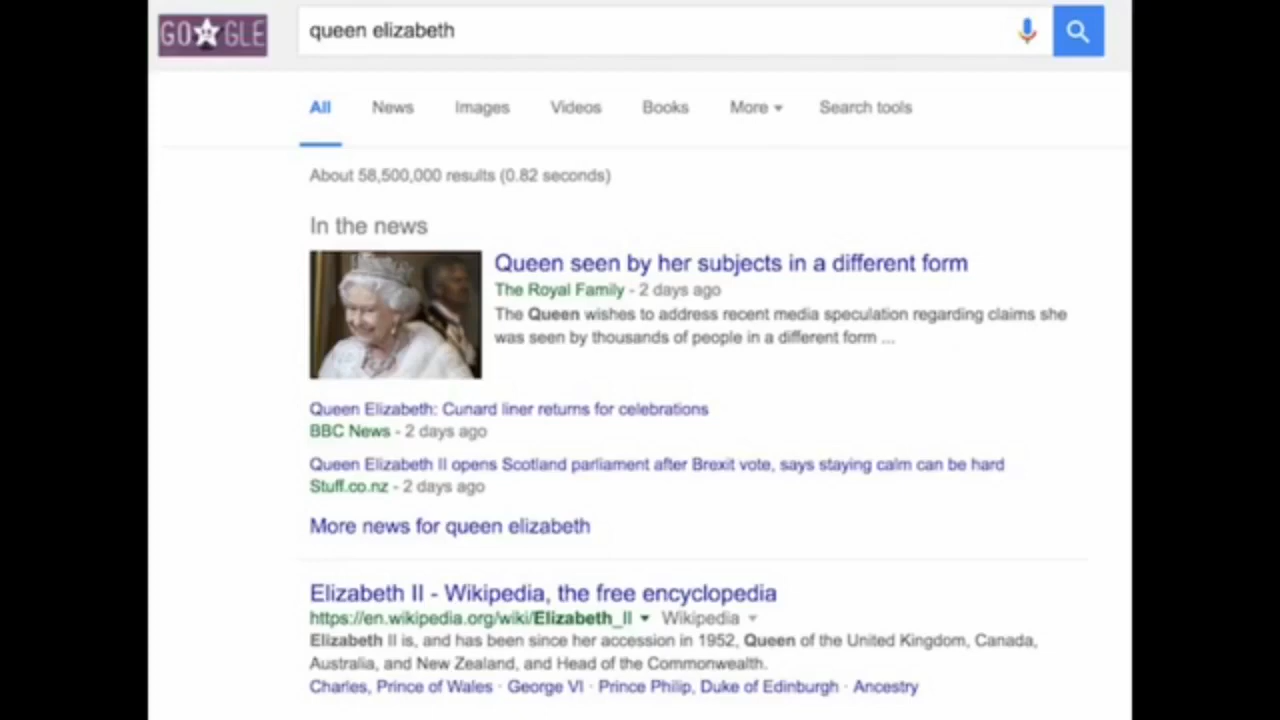 GO GLE
queen elizabeth
All News Images Videos Books More Search tools
About 58,500,000 results (0.82 seconds)
In the news
Queen seen by her subjects in a different form
The Royal Family - 2 days ago
The Queen wishes to address recent media speculation regarding claims she
was seen by thousands of people in a different form ...
Queen Elizabeth: Cunard liner returns for celebrations
BBC News - 2 days ago
Queen Elizabeth II opens Scotland parliament after Brexit vote, says staying calm can be hard
Stuff.co.nz - 2 days ago
More news for queen elizabeth
Elizabeth II - Wikipedia, the free encyclopedia
https://en.wikipedia.org/wiki/Elizabeth_II Wikipedia
Elizabeth II is, and has been since her accession in 1952, Queen of the United Kingdom, Canada,
Australia, and New Zealand, and Head of the Commonwealth.
Charles, Prince of Wales · George VI · Prince Philip, Duke of Edinburgh · Ancestry